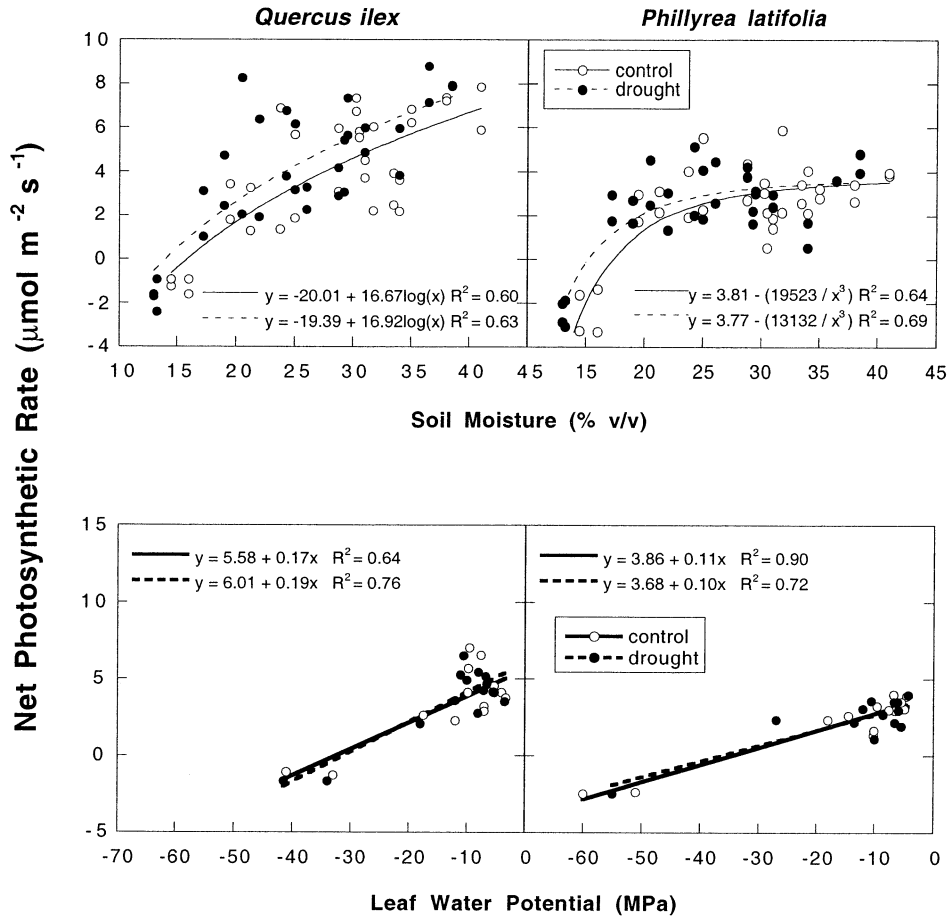 Quercus ilex
Phillyrea latifolia
Net Photosynthetic Rate (μmol m⁻² s⁻¹)
10
8
6
4
2
0
-2
-4
control
drought
y = -20.01 + 16.67log(x) R² = 0.60
y = -19.39 + 16.92log(x) R² = 0.63
y = 3.81 - (19523 / x³) R² = 0.64
y = 3.77 - (13132 / x³) R² = 0.69
10 15 20 25 30 35 40 45 15 20 25 30 35 40 45
Soil Moisture (% v/v)
15
10
5
0
-5
y = 5.58 + 0.17x R² = 0.64
y = 6.01 + 0.19x R² = 0.76
y = 3.86 + 0.11x R² = 0.90
y = 3.68 + 0.10x R² = 0.72
control
drought
-70 -60 -50 -40 -30 -20 -10 0 -60 -50 -40 -30 -20 -10 0
Leaf Water Potential (MPa)